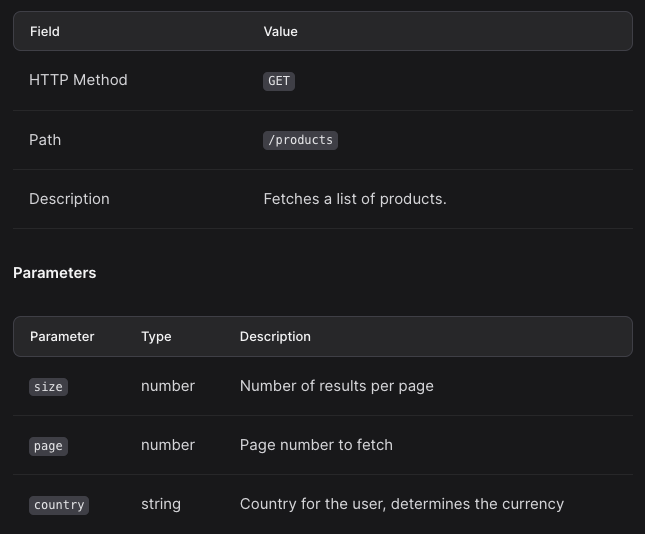 Field Value
HTTP Method GET
Path /products
Description Fetches a list of products.
Parameters
Parameter Type Description
size number Number of results per page
page number Page number to fetch
country string Country for the user, determines the currency